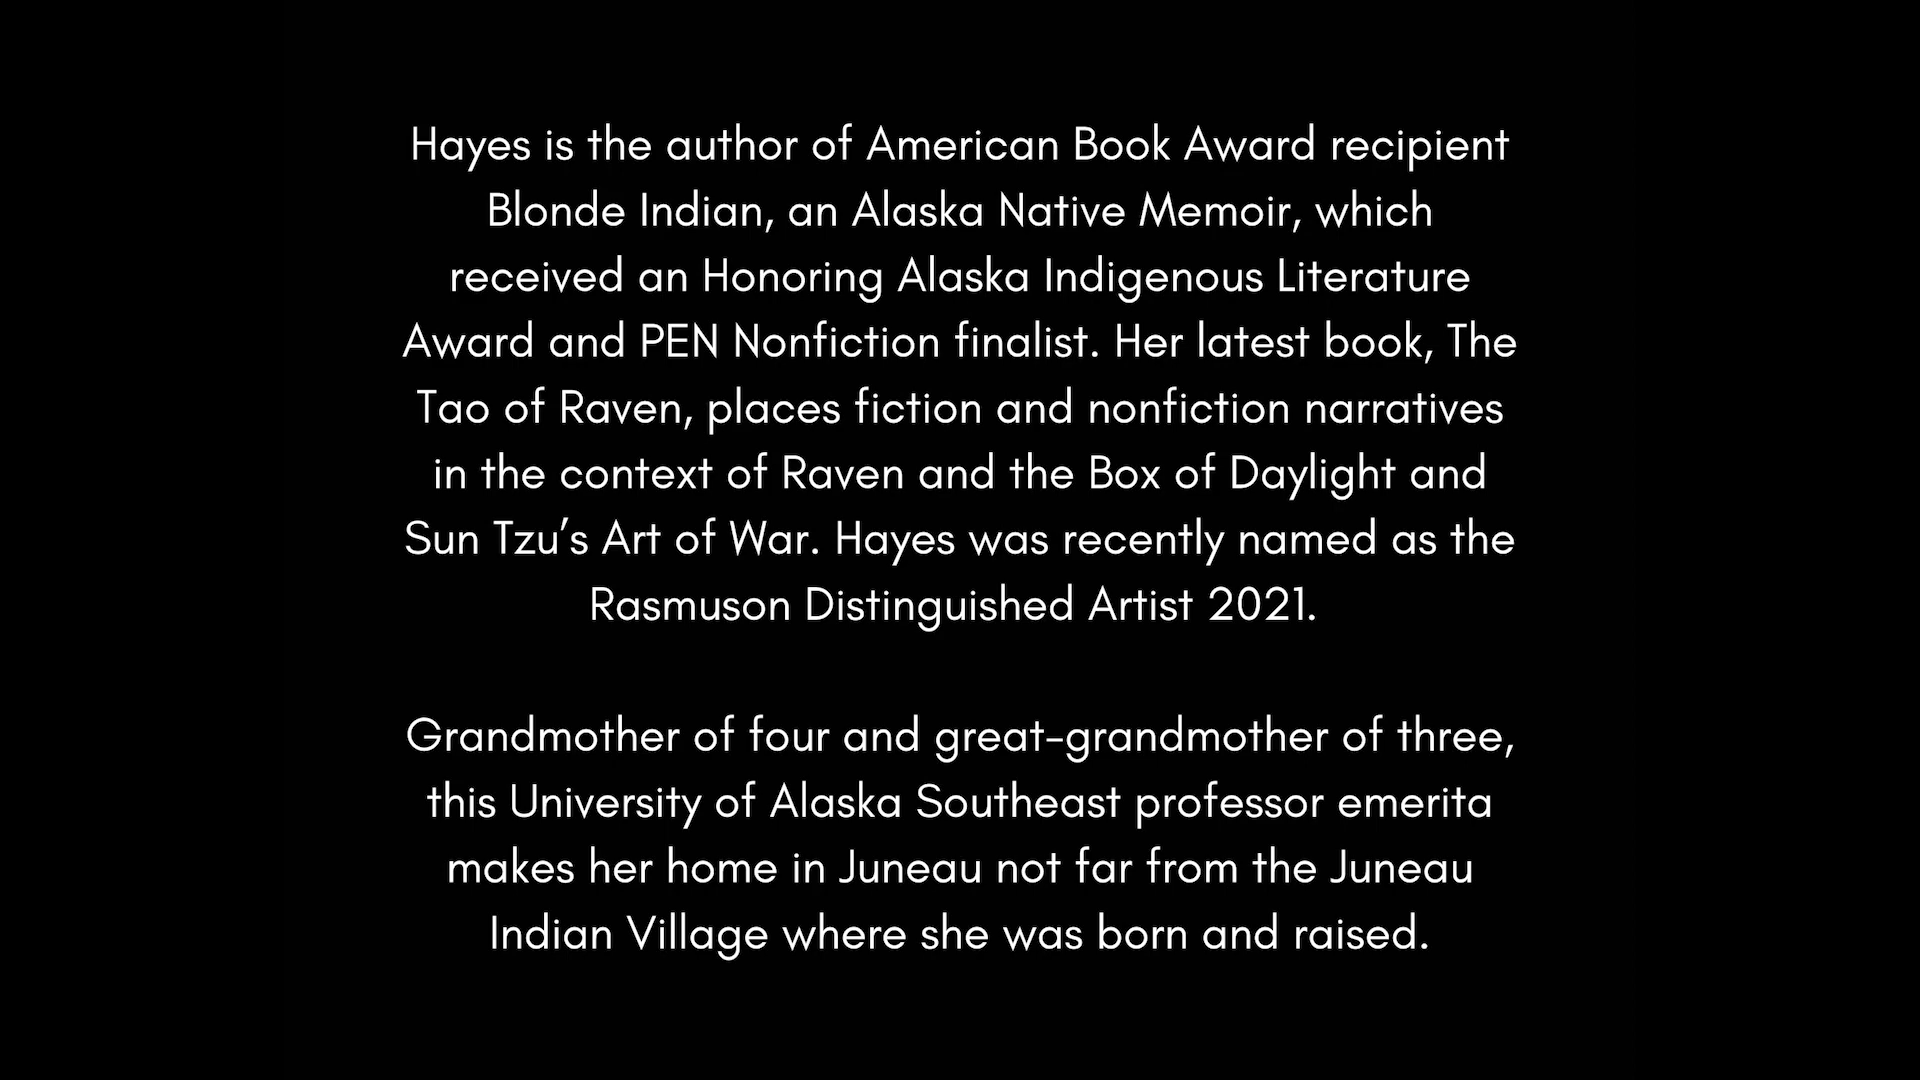 Hayes is the author of American Book Award recipient
Blonde Indian, an Alaska Native Memoir, which
received an Honoring Alaska Indigenous Literature
Award and PEN Nonfiction finalist. Her latest book, The
Tao of Raven, places fiction and nonfiction narratives
in the context of Raven and the Box of Daylight and
Sun Tzu’s Art of War. Hayes was recently named as the
Rasmuson Distinguished Artist 2021.
Grandmother of four and great-grandmother of three,
this University of Alaska Southeast professor emerita
makes her home in Juneau not far from the Juneau
Indian Village where she was born and raised.